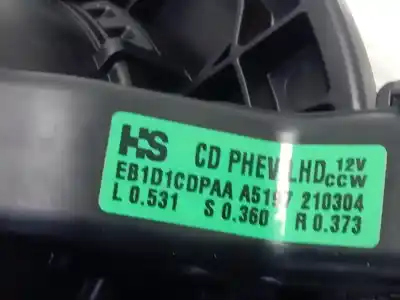 HS CD PHEV LHD 12V CCW
EB1D1CDPAA A5197 210304
L 0.531 S 0.360 R 0.373